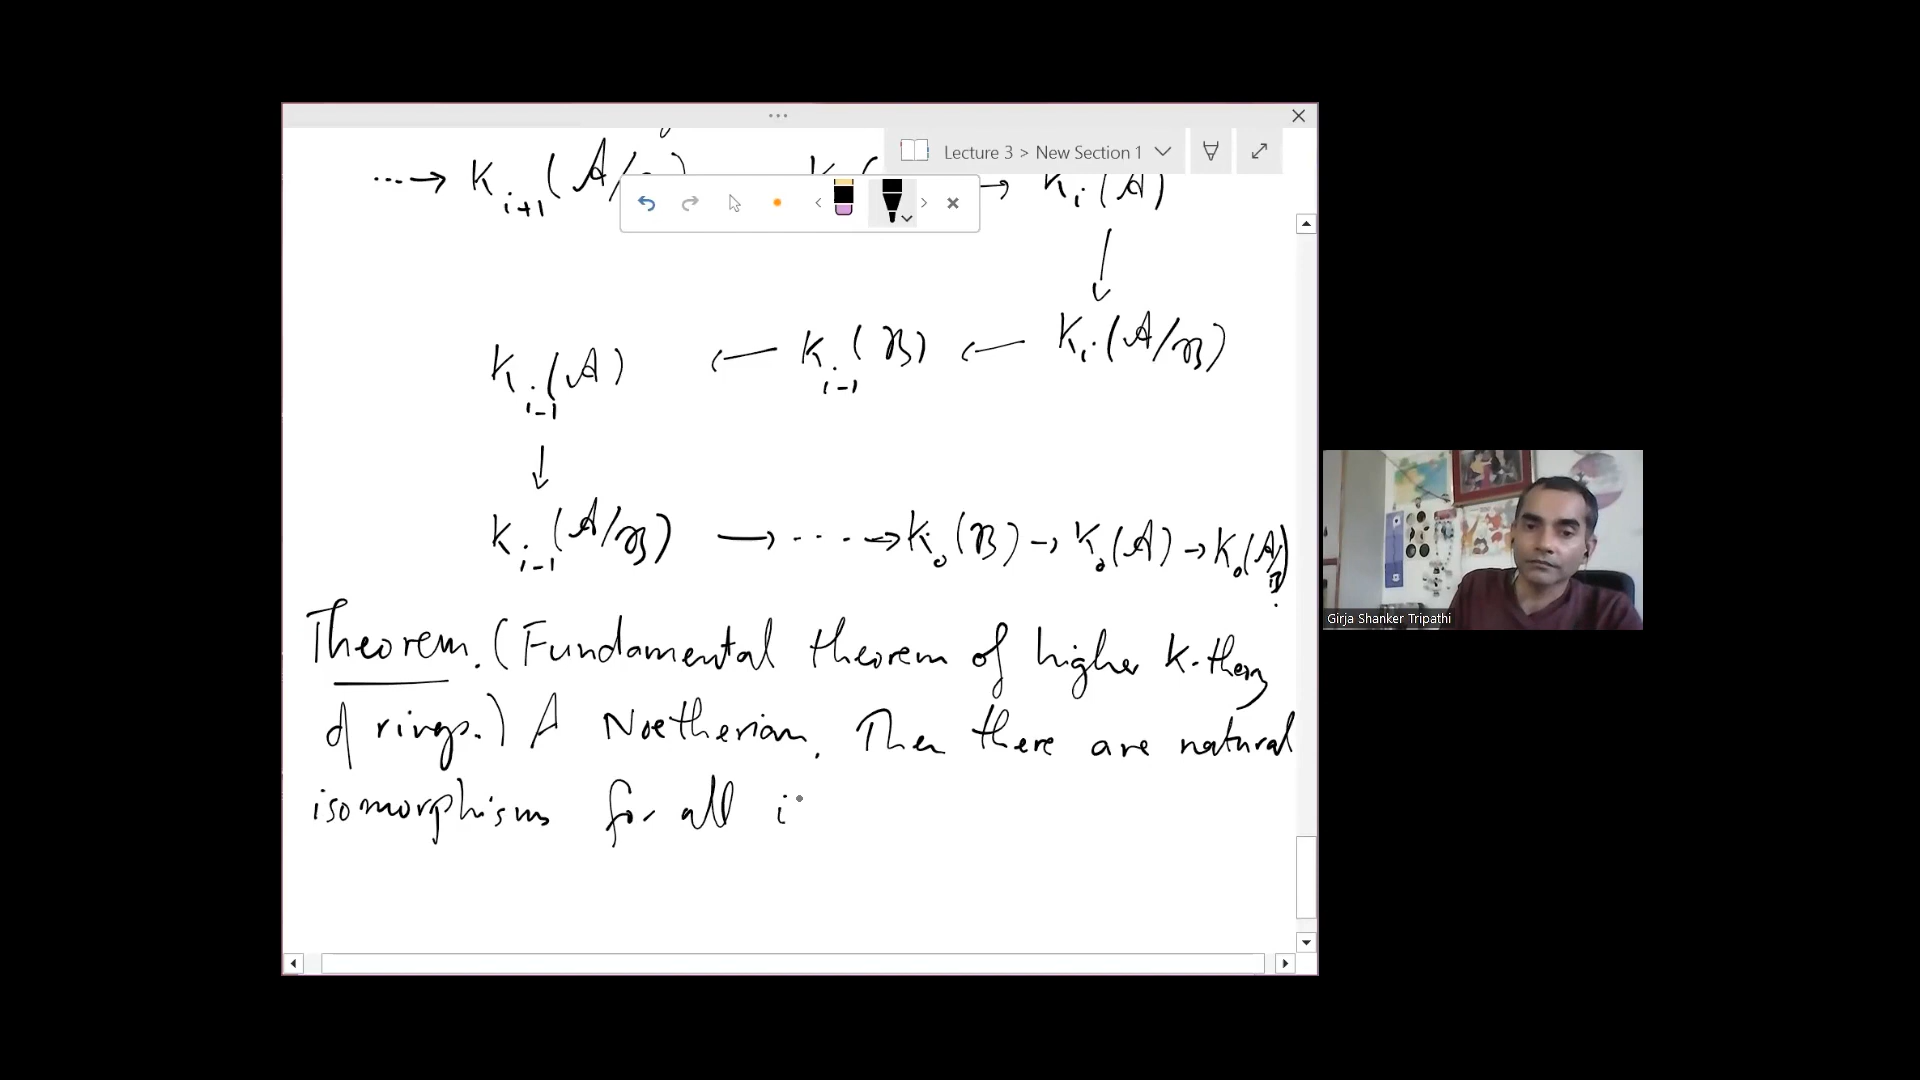 Lecture 3 > New Section 1
⋯→ K_{i+1}(𝒜/ → K_i(𝒜)
↓
K_{i-1}(𝒜) ← K_{i-1}(ℬ) ← K_i(𝒜/ℬ)
↓
K_{i-1}(𝒜/ℬ) → ⋯ → K_0(ℬ) → K_0(𝒜) → K_0(𝒜/ℬ).
Theorem. (Fundamental theorem of higher K-theory
of rings.) A Noetherian. Then there are natural
isomorphisms for all i
Girja Shanker Tripathi